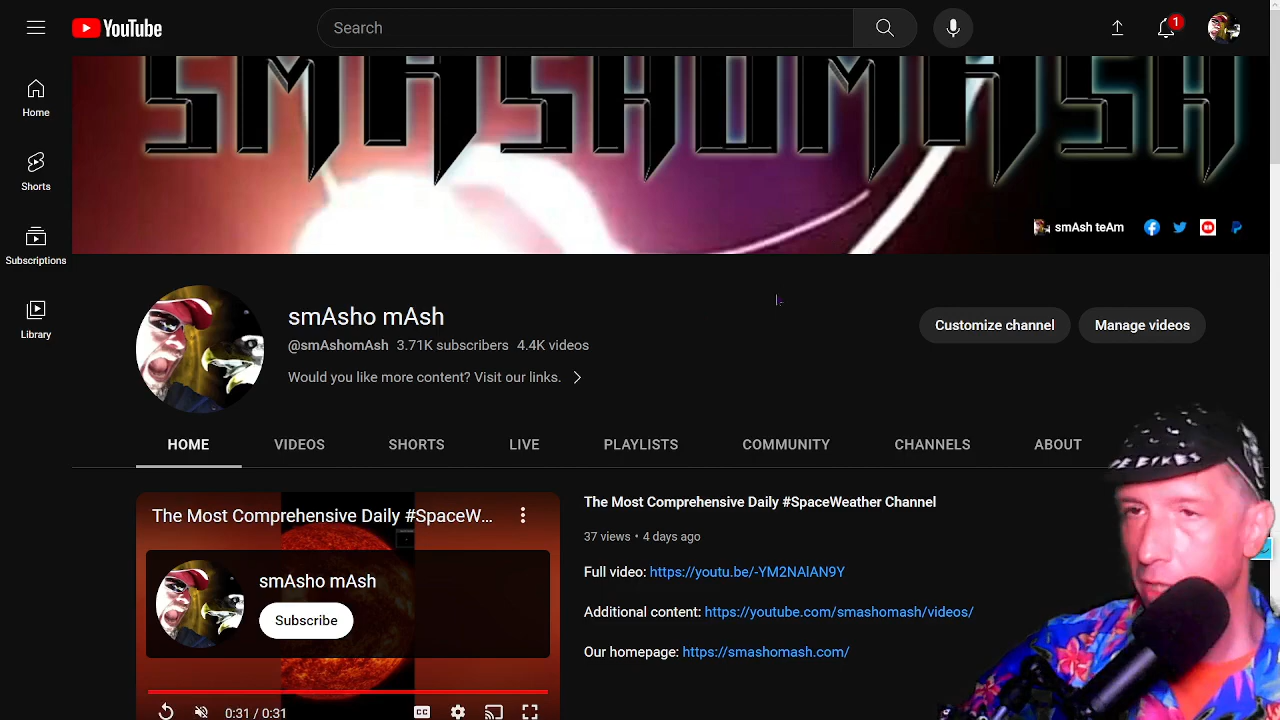 YouTube
Search
1
Home
Shorts
Subscriptions
Library
SMASHOMASH
smAsh teAm
smAsho mAsh
@smAshomAsh 3.71K subscribers 4.4K videos
Would you like more content? Visit our links.
Customize channel
Manage videos
HOME VIDEOS SHORTS LIVE PLAYLISTS COMMUNITY CHANNELS ABOUT
The Most Comprehensive Daily #SpaceW...
smAsho mAsh
Subscribe
0:31 / 0:31
CC
The Most Comprehensive Daily #SpaceWeather Channel
37 views • 4 days ago
Full video: https://youtu.be/-YM2NAlAN9Y
Additional content: https://youtube.com/smashomash/videos/
Our homepage: https://smashomash.com/